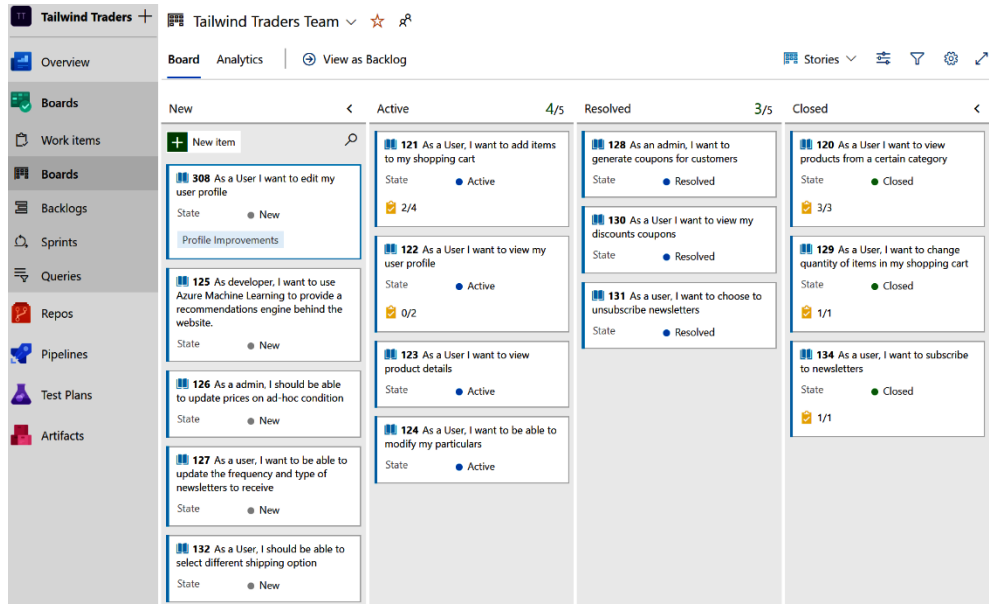 TT Tailwind Traders
Overview
Boards
Work items
Boards
Backlogs
Sprints
Queries
Repos
Pipelines
Test Plans
Artifacts
Tailwind Traders Team
Board Analytics View as Backlog Stories
New
New item
308 As a User I want to edit my
user profile
State New
Profile Improvements
125 As developer, I want to use
Azure Machine Learning to provide a
recommendations engine behind the
website.
State New
126 As a admin, I should be able
to update prices on ad-hoc condition
State New
127 As a user, I want to be able to
update the frequency and type of
newsletters to receive
State New
132 As a User, I should be able to
select different shipping option
State New
Active 4/5
121 As a User, I want to add items
to my shopping cart
State Active
2/4
122 As a User I want to view my
user profile
State Active
0/2
123 As a User I want to view
product details
State Active
124 As a User, I want to be able to
modify my particulars
State Active
Resolved 3/5
128 As an admin, I want to
generate coupons for customers
State Resolved
130 As a User I want to view my
discounts coupons
State Resolved
131 As a user, I want to choose to
unsubscribe newsletters
State Resolved
Closed
120 As a User I want to view
products from a certain category
State Closed
3/3
129 As a User, I want to change
quantity of items in my shopping cart
State Closed
1/1
134 As a user, I want to subscribe
to newsletters
State Closed
1/1